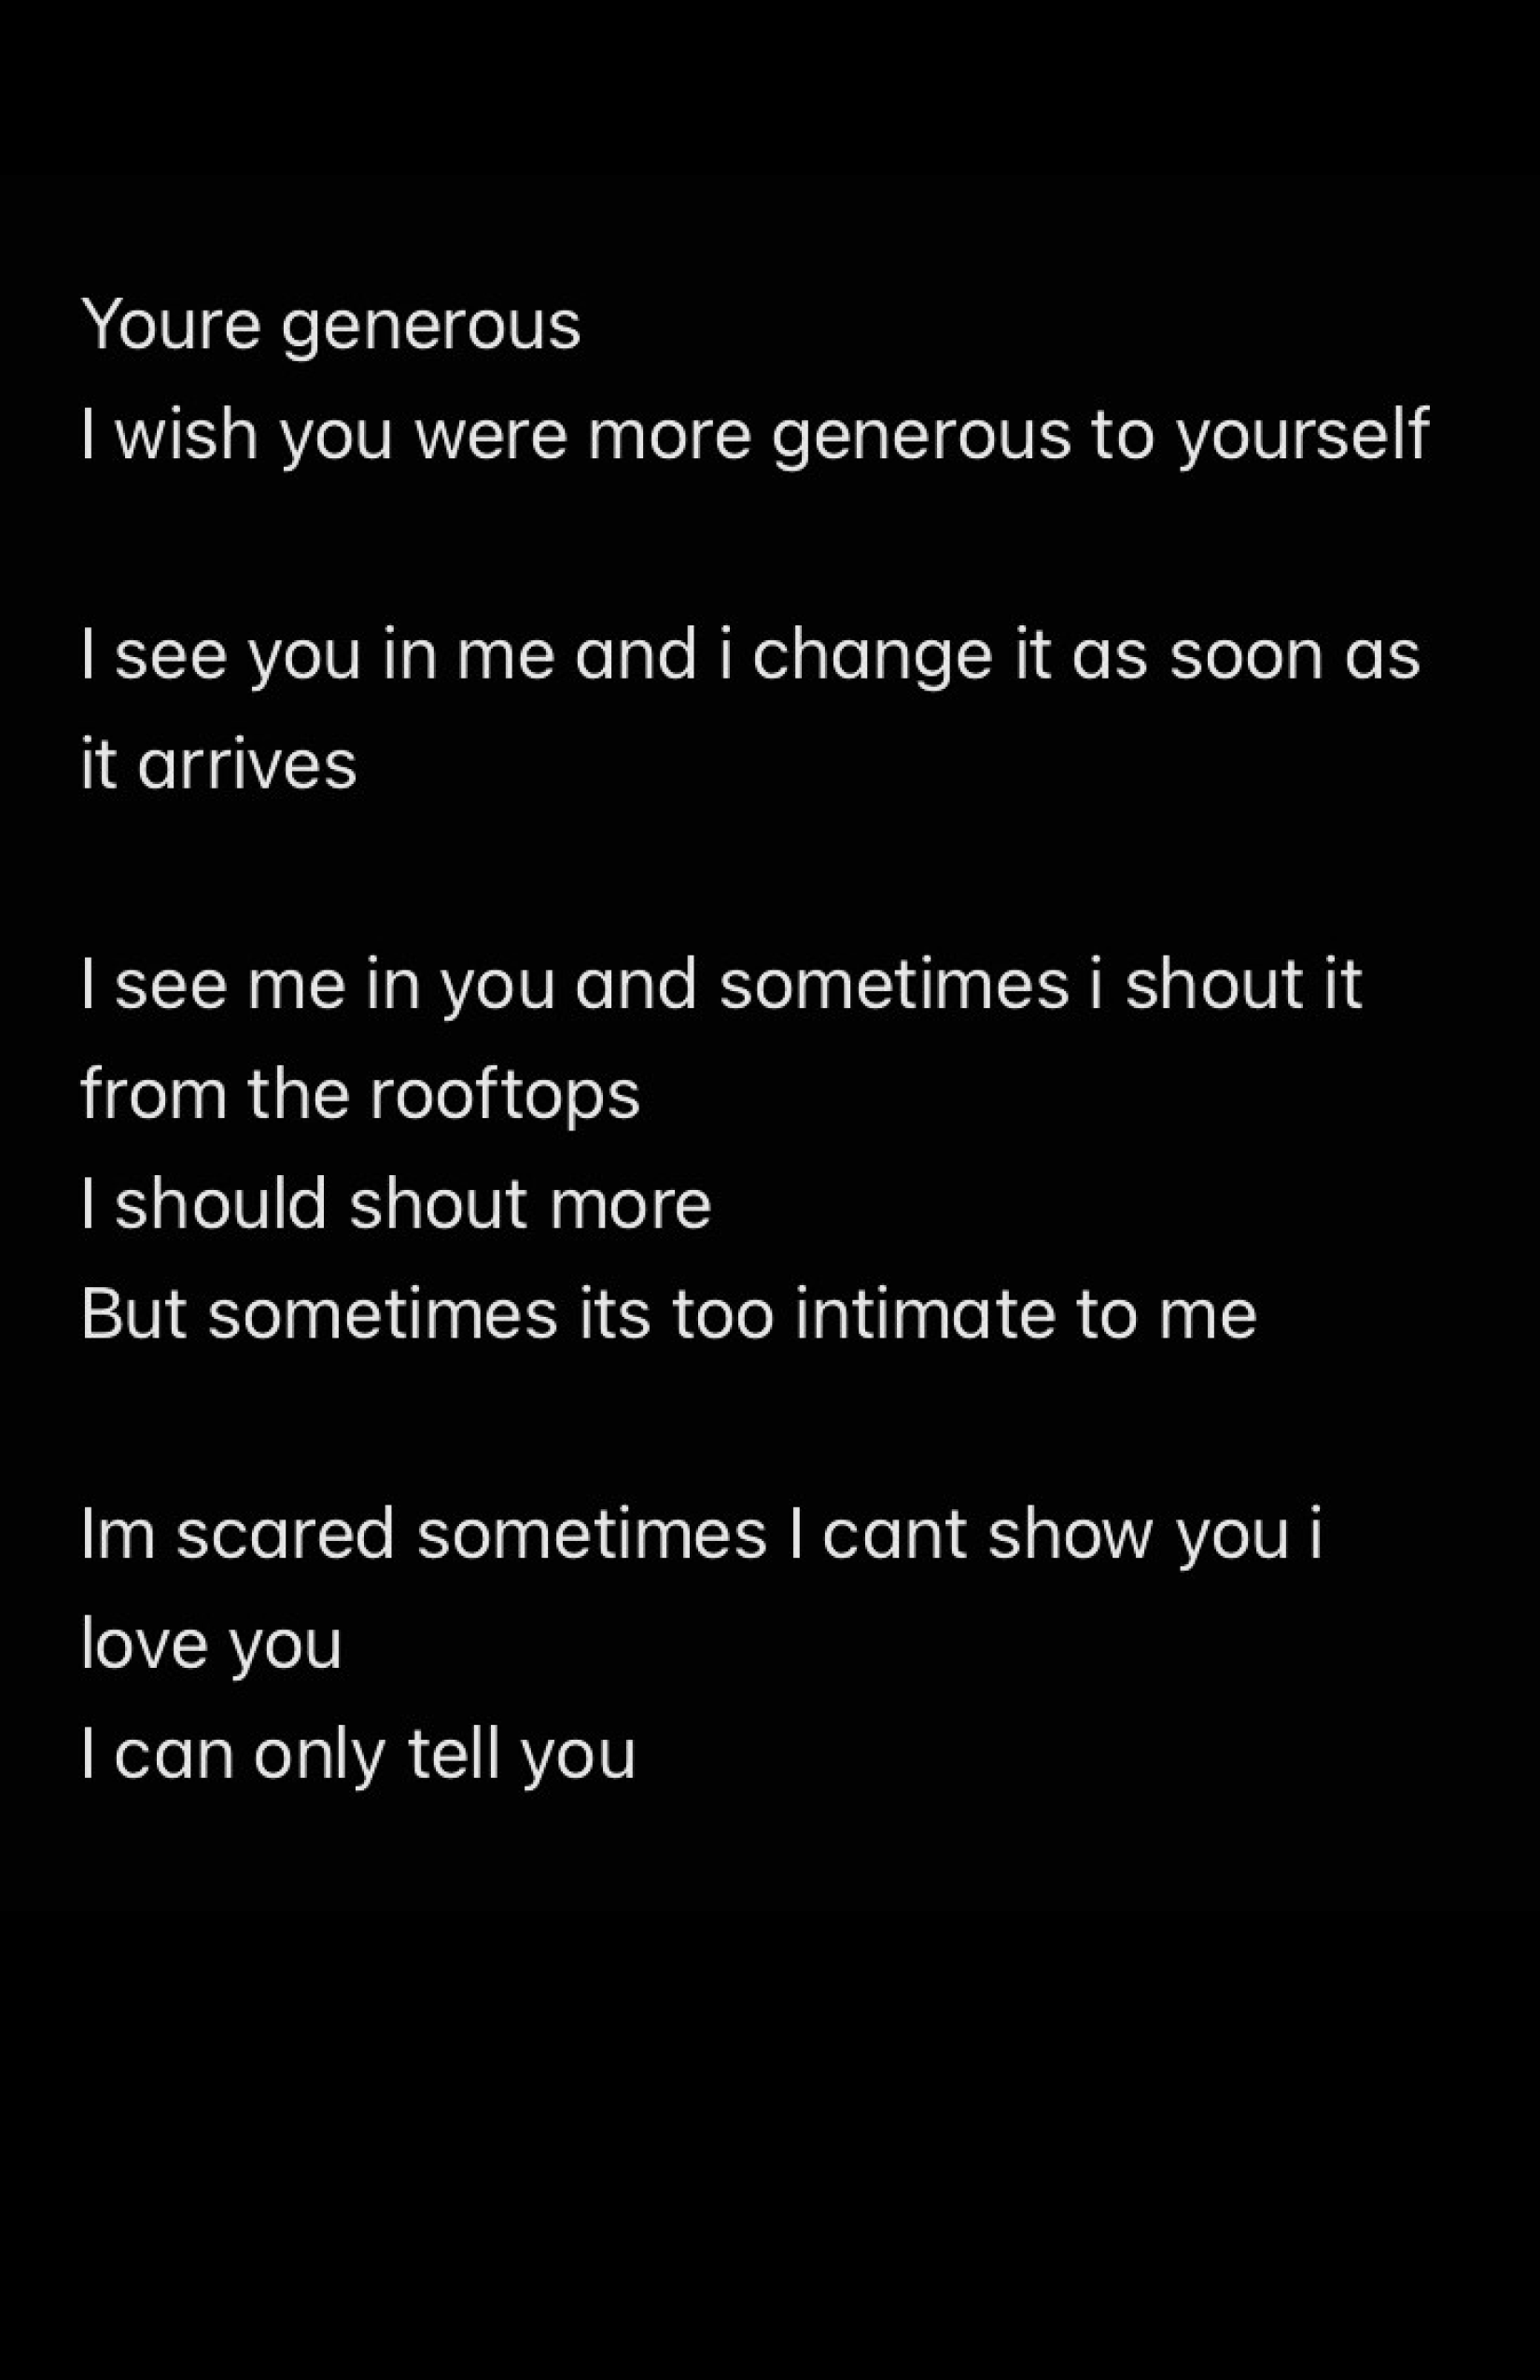 Youre generous
I wish you were more generous to yourself
I see you in me and i change it as soon as
it arrives
I see me in you and sometimes i shout it
from the rooftops
I should shout more
But sometimes its too intimate to me
Im scared sometimes I cant show you i
love you
I can only tell you